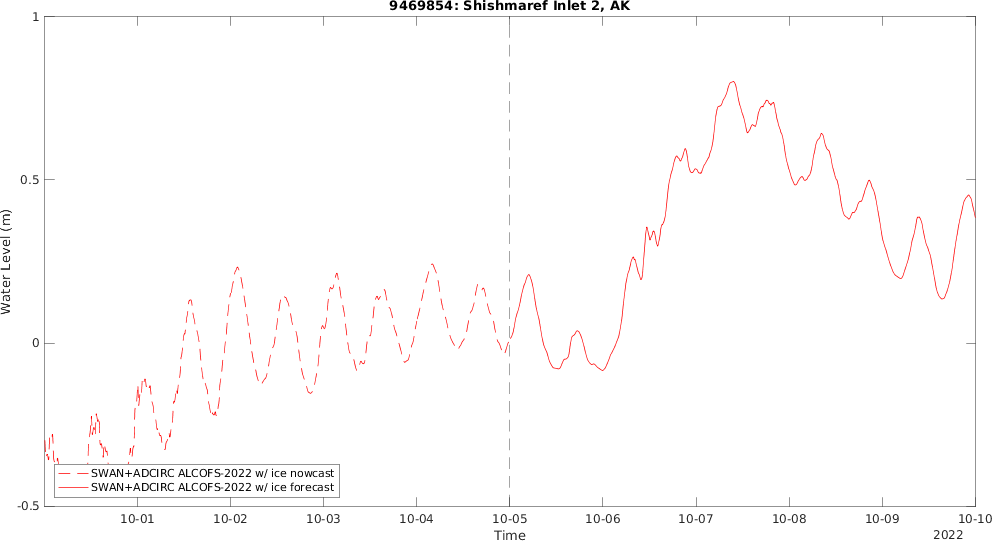 9469854: Shishmaref Inlet 2, AK
Water Level (m)
1
0.5
0
-0.5
SWAN+ADCIRC ALCOFS-2022 w/ ice nowcast
SWAN+ADCIRC ALCOFS-2022 w/ ice forecast
10-01 10-02 10-03 10-04 10-05 10-06 10-07 10-08 10-09 10-10
Time
2022